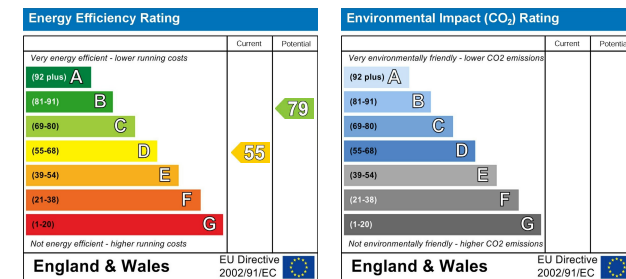 Energy Efficiency Rating
Current Potential
Very energy efficient - lower running costs
(92 plus) A
(81-91) B
79
(69-80) C
(55-68) D
55
(39-54) E
(21-38) F
(1-20) G
Not energy efficient - higher running costs
England & Wales
EU Directive
2002/91/EC
Environmental Impact (CO2) Rating
Current Potential
Very environmentally friendly - lower CO2 emissions
(92 plus) A
(81-91) B
(69-80) C
(55-68) D
(39-54) E
(21-38) F
(1-20) G
Not environmentally friendly - higher CO2 emissions
England & Wales
EU Directive
2002/91/EC